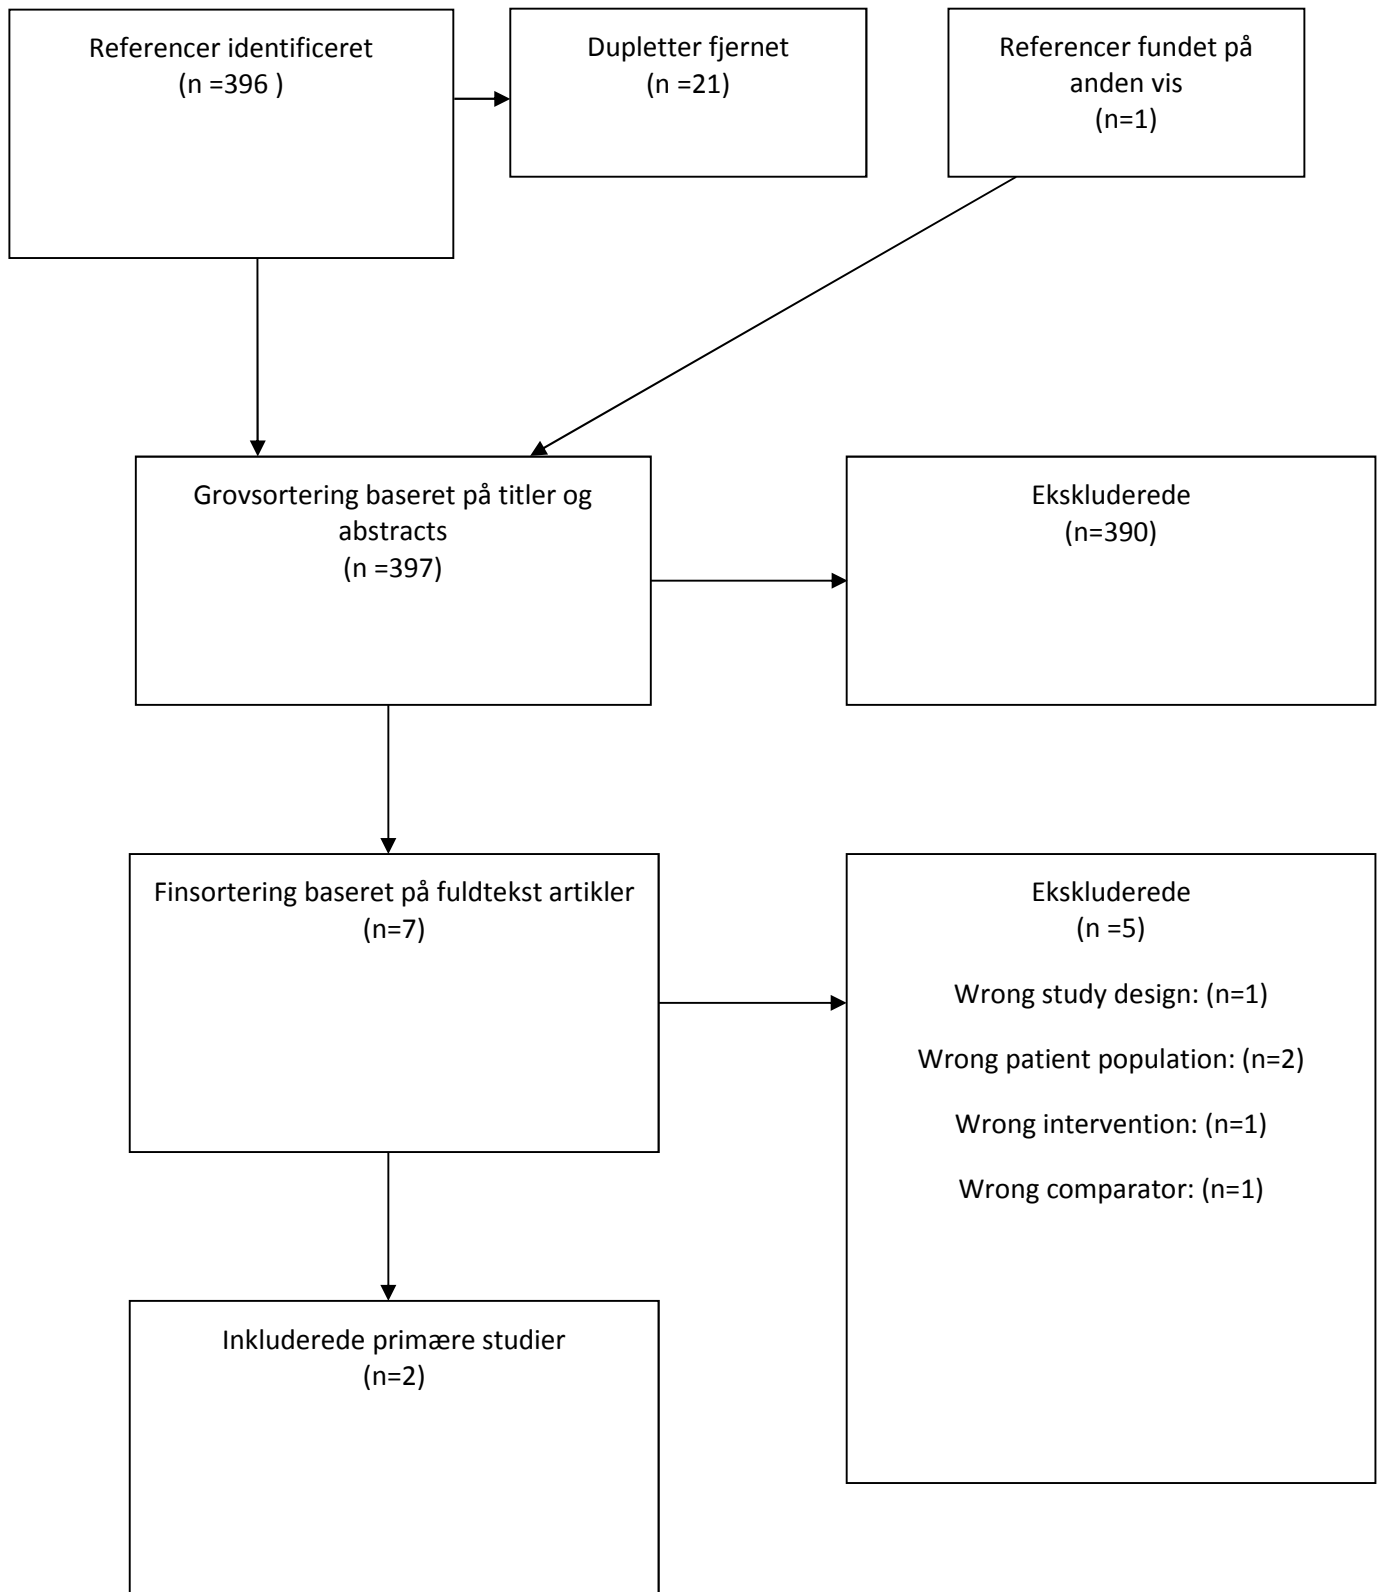 Referencer identificeret
(n =396 )
Dupletter fjernet
(n =21)
Referencer fundet på
anden vis
(n=1)
Grovsortering baseret på titler og
abstracts
(n =397)
Ekskluderede
(n=390)
Finsortering baseret på fuldtekst artikler
(n=7)
Ekskluderede
(n =5)
Wrong study design: (n=1)
Wrong patient population: (n=2)
Wrong intervention: (n=1)
Wrong comparator: (n=1)
Inkluderede primære studier
(n=2)